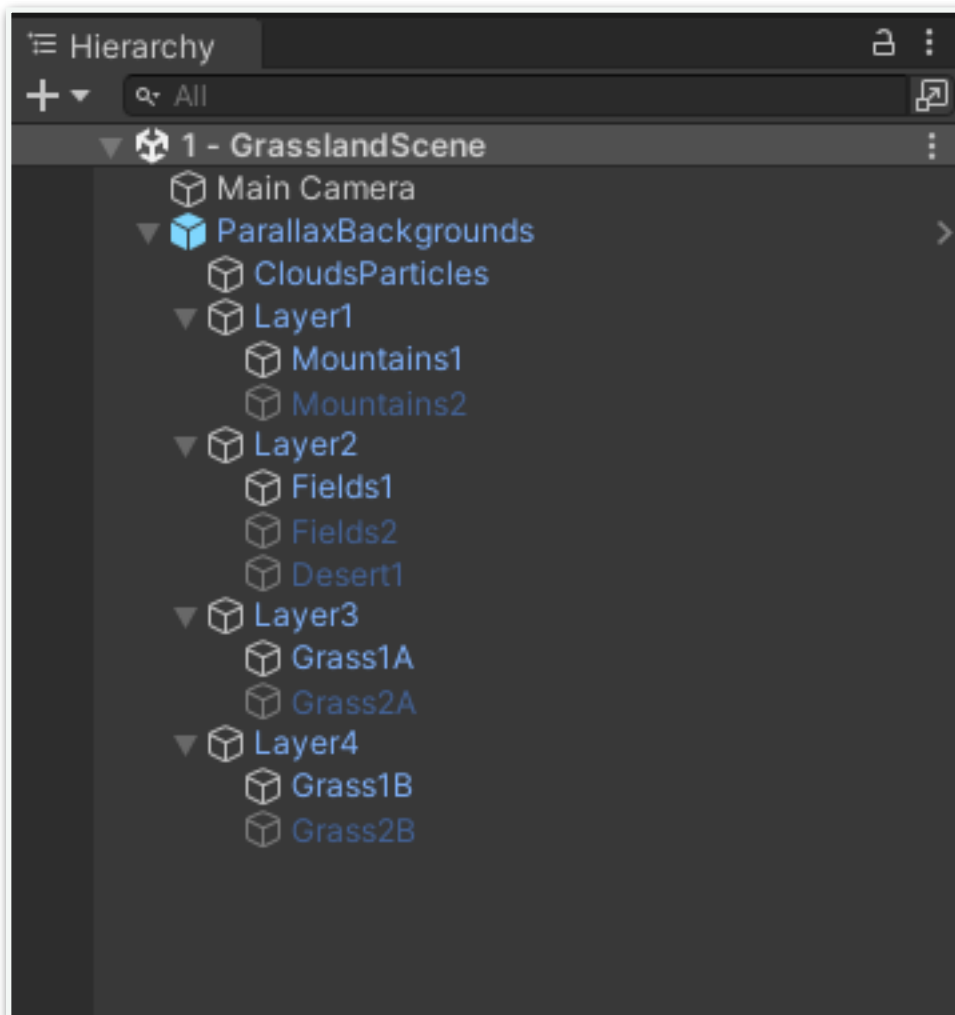 Hierarchy
All
1 - GrasslandScene
Main Camera
ParallaxBackgrounds
CloudsParticles
Layer1
Mountains1
Mountains2
Layer2
Fields1
Fields2
Desert1
Layer3
Grass1A
Grass2A
Layer4
Grass1B
Grass2B